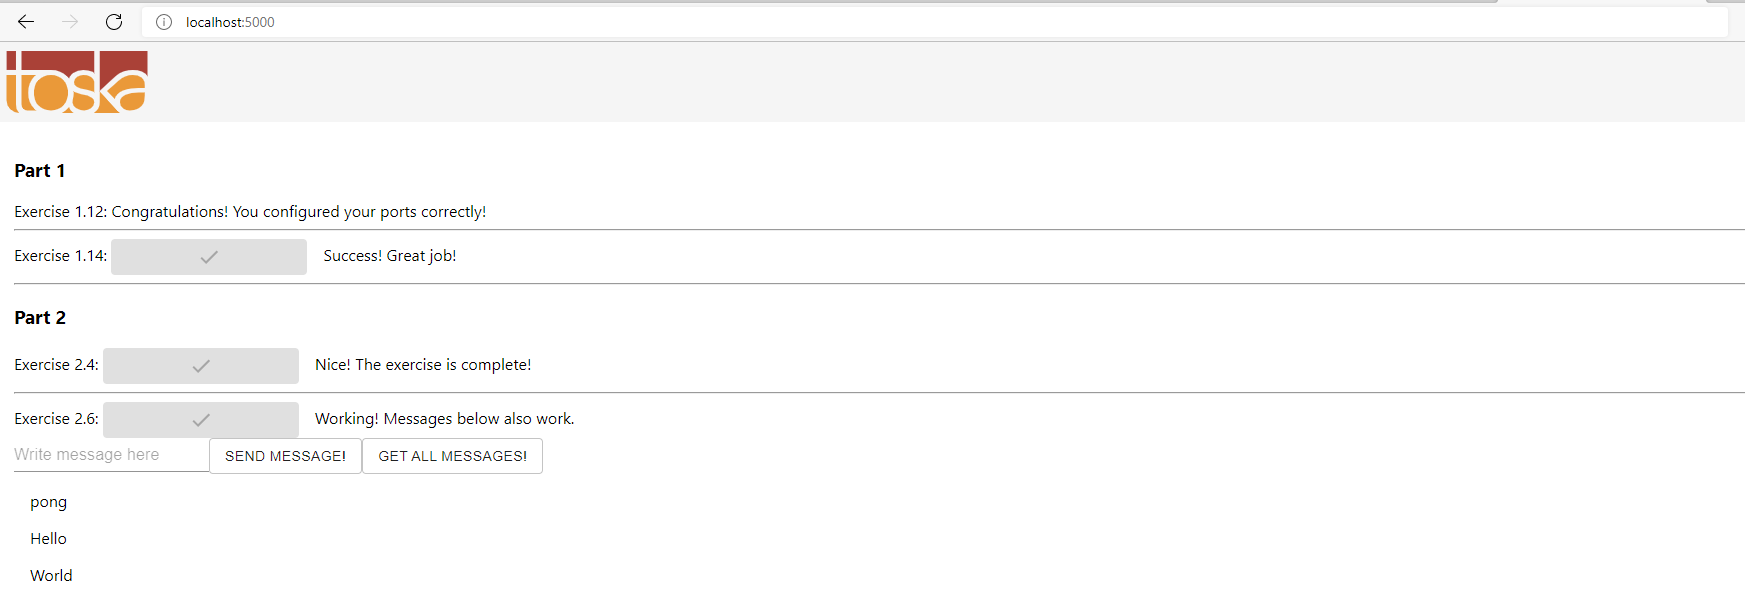 localhost:5000
toska
Part 1
Exercise 1.12: Congratulations! You configured your ports correctly!
Exercise 1.14: Success! Great job!
Part 2
Exercise 2.4: Nice! The exercise is complete!
Exercise 2.6: Working! Messages below also work.
Write message here SEND MESSAGE! GET ALL MESSAGES!
pong
Hello
World